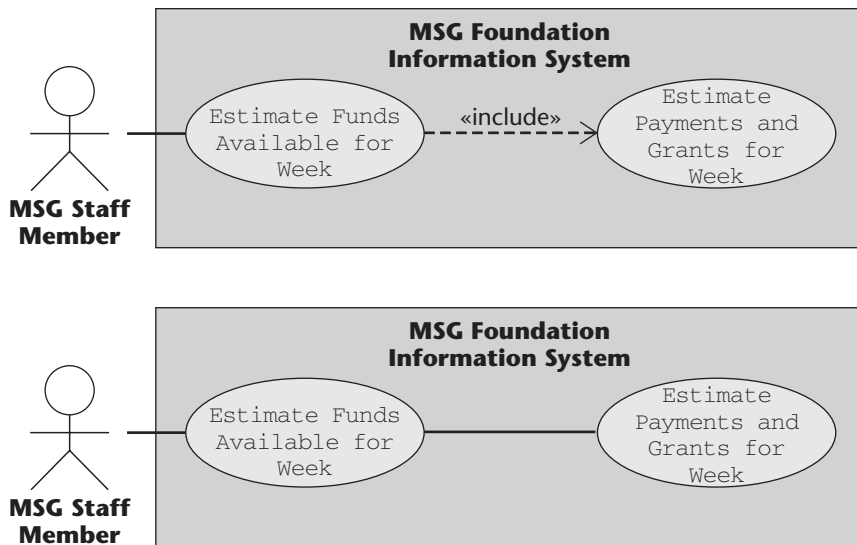 MSG Foundation
Information System
Estimate Funds
Available for
Week
«include»
Estimate
Payments and
Grants for
Week
MSG Staff
Member
MSG Foundation
Information System
Estimate Funds
Available for
Week
Estimate
Payments and
Grants for
Week
MSG Staff
Member